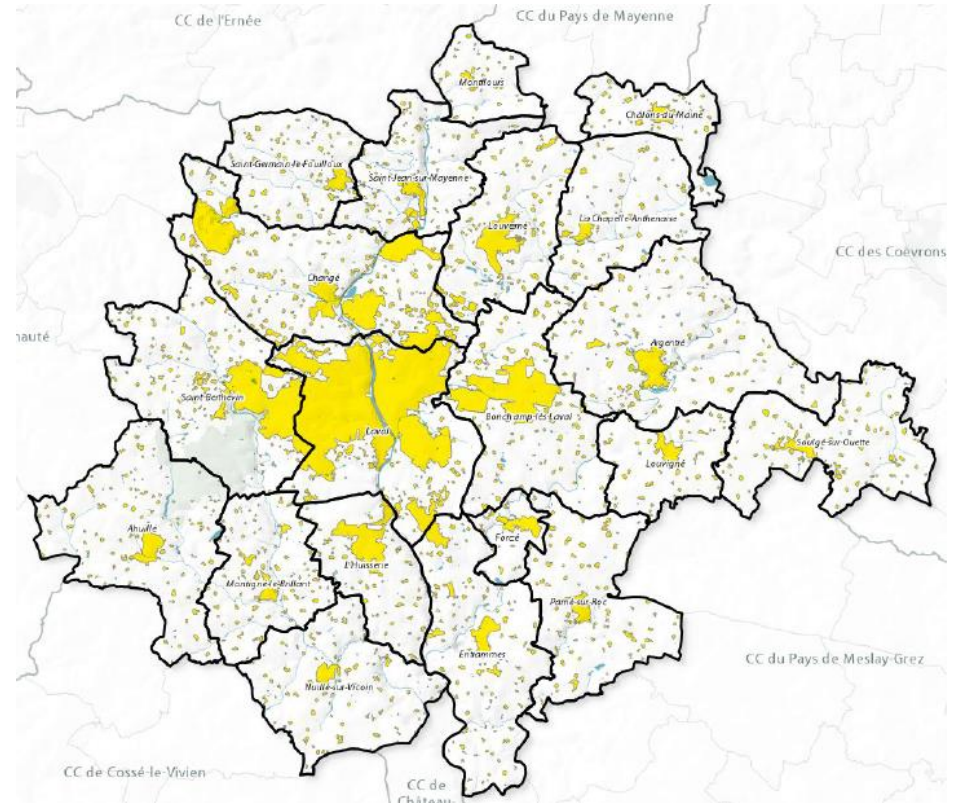 CC de l'Ernée
CC du Pays de Mayenne
Montflours
Châlons-du-Maine
Saint-Germain-le-Fouilloux
Saint-Jean-sur-Mayenne
Louverné
La Chapelle-Anthenaise
CC des Coëvrons
Changé
nauté
Argentré
Saint-Berthevin
Bonchamp-lès-Laval
Laval
Louvigné
Soulgé-sur-Ouette
Ahuillé
Forcé
L'Huisserie
Montigné-le-Brillant
Parné-sur-Roc
Entrammes
CC du Pays de Meslay-Grez
Nuillé-sur-Vicoin
CC de Cossé-le-Vivien
CC de
Château-